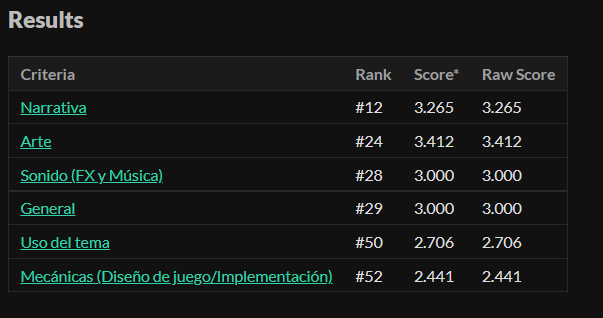 Results
Criteria Rank Score* Raw Score
Narrativa #12 3.265 3.265
Arte #24 3.412 3.412
Sonido (FX y Música) #28 3.000 3.000
General #29 3.000 3.000
Uso del tema #50 2.706 2.706
Mecánicas (Diseño de juego/Implementación) #52 2.441 2.441